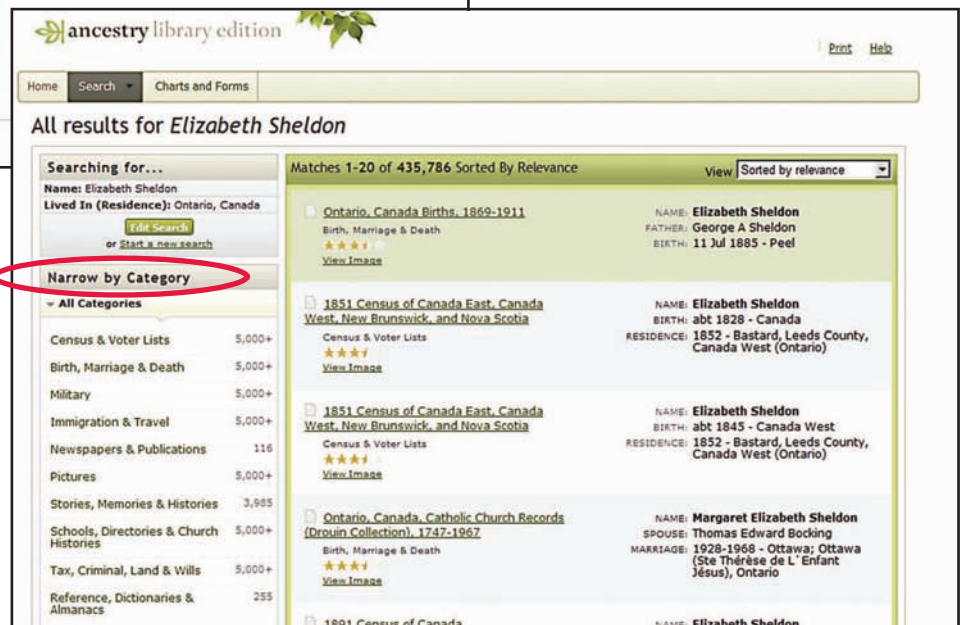 ancestry library edition
Print Help
Home Search Charts and Forms
All results for Elizabeth Sheldon
Searching for...
Name: Elizabeth Sheldon
Lived In (Residence): Ontario, Canada
Edit Search
or Start a new search
Narrow by Category
All Categories
Census & Voter Lists 5,000+
Birth, Marriage & Death 5,000+
Military 5,000+
Immigration & Travel 5,000+
Newspapers & Publications 116
Pictures 5,000+
Stories, Memories & Histories 3,985
Schools, Directories & Church 5,000+
Histories
Tax, Criminal, Land & Wills 5,000+
Reference, Dictionaries & 255
Almanacs
Matches 1-20 of 435,786 Sorted By Relevance View Sorted by relevance
Ontario, Canada Births, 1869-1911
Birth, Marriage & Death
View Image
NAME: Elizabeth Sheldon
FATHER: George A Sheldon
BIRTH: 11 Jul 1885 - Peel
1851 Census of Canada East, Canada
West, New Brunswick, and Nova Scotia
Census & Voter Lists
View Image
NAME: Elizabeth Sheldon
BIRTH: abt 1828 - Canada
RESIDENCE: 1852 - Bastard, Leeds County,
Canada West (Ontario)
1851 Census of Canada East, Canada
West, New Brunswick, and Nova Scotia
Census & Voter Lists
View Image
NAME: Elizabeth Sheldon
BIRTH: abt 1845 - Canada West
RESIDENCE: 1852 - Bastard, Leeds County,
Canada West (Ontario)
Ontario, Canada, Catholic Church Records
(Drouin Collection), 1747-1967
Birth, Marriage & Death
View Image
NAME: Margaret Elizabeth Sheldon
SPOUSE: Thomas Edward Bocking
MARRIAGE: 1928-1968 - Ottawa; Ottawa
(Ste Thérèse de L'Enfant
Jésus), Ontario
1891 Census of Canada
NAME: Elizabeth Sheldon